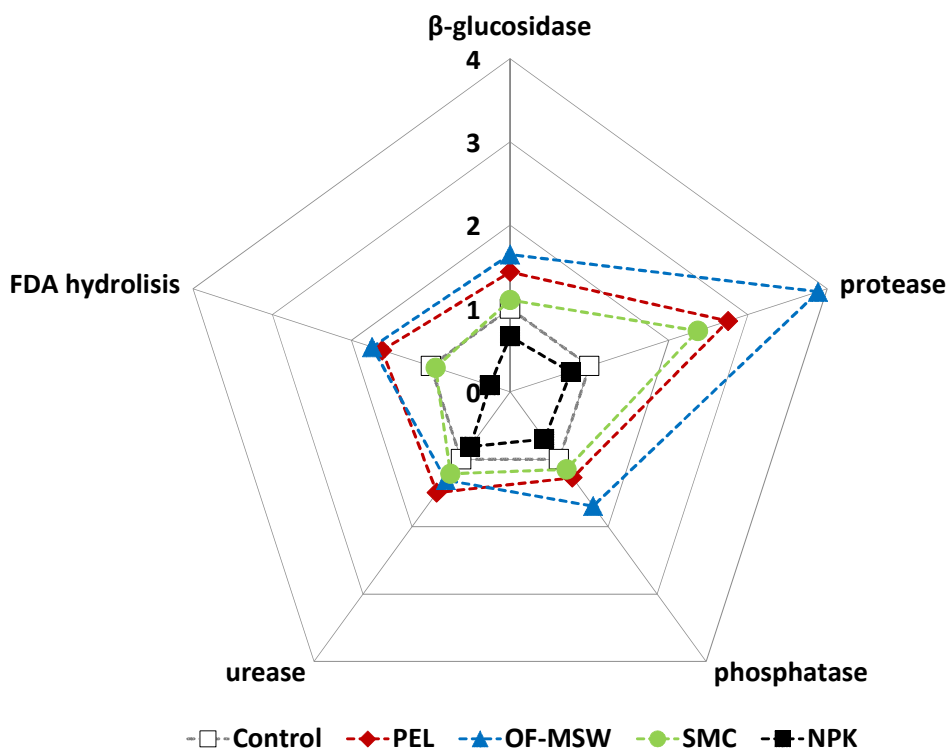 β-glucosidase
4
3
2
1
0
FDA hydrolisis
protease
urease
phosphatase
Control PEL OF-MSW SMC NPK